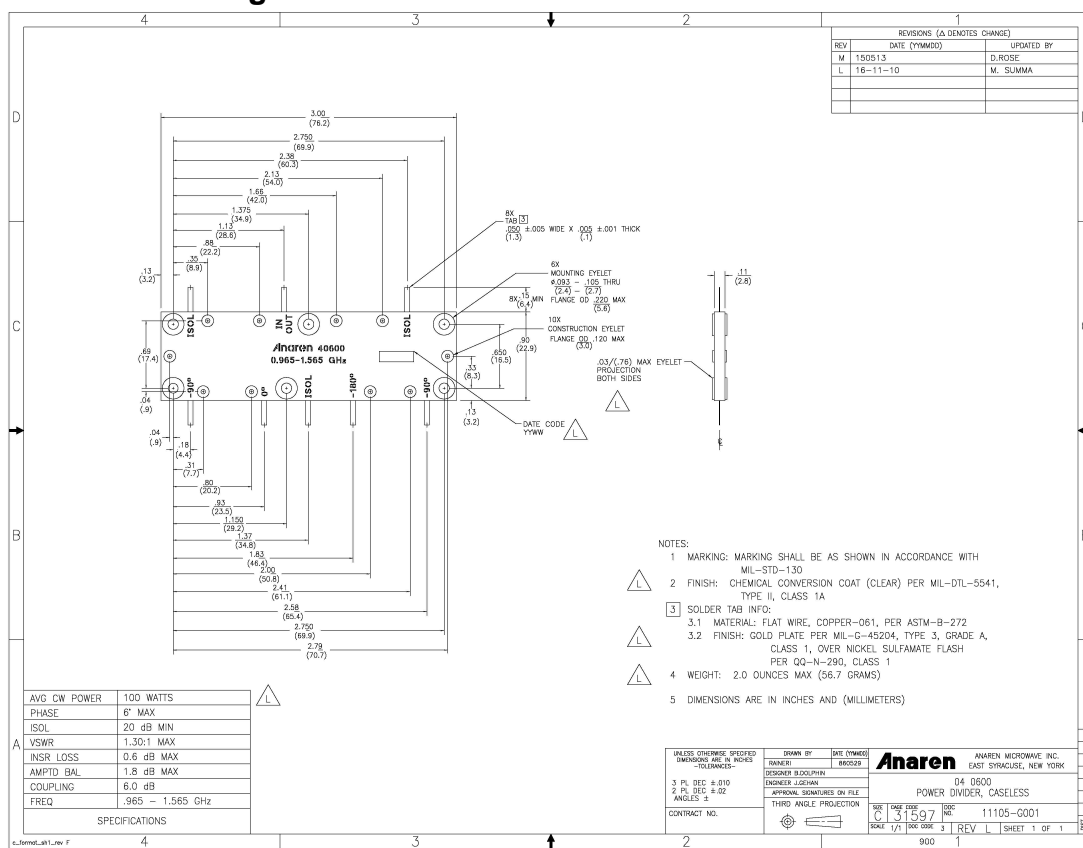 4 3 2 1
REVISIONS (△ DENOTES CHANGE)
REV DATE (YYMMDD) UPDATED BY
M 150513 D.ROSE
L 16-11-10 M. SUMMA
D
3.00
(76.2)
2.750
(69.9)
2.38
(60.3)
2.13
(54.0)
1.66
(42.0)
1.375
(34.9)
1.13
(28.6)
.88
(22.2)
.35
(8.9)
.13
(3.2)
8X
TAB 3
.050 ±.005 WIDE X .005 ±.001 THICK
(1.3) (.1)
6X
MOUNTING EYELET
ø.093 - .105 THRU
(2.4) - (2.7)
FLANGE OD .220 MAX
(5.6)
8X .15 MIN
(6.4)
10X
CONSTRUCTION EYELET
FLANGE OD .120 MAX
(3.0)
.11
(2.8)
C
ISOL
IN
OUT
ISOL
Anaren 40600
0.965-1.565 GHz
.69
(17.4)
.90
(22.9)
.650
(16.5)
.33
(8.3)
.03/(.76) MAX EYELET
PROJECTION
BOTH SIDES
L
-90°
0°
ISOL
-180°
-90°
.04
(.9)
.13
(3.2)
DATE CODE
YYWW
L
.04
(.9)
.18
(4.4)
.31
(7.7)
.80
(20.2)
.93
(23.5)
1.150
(29.2)
1.37
(34.8)
1.83
(46.4)
2.00
(50.8)
2.41
(61.1)
2.58
(65.4)
2.750
(69.9)
2.79
(70.7)
B
NOTES:
1 MARKING: MARKING SHALL BE AS SHOWN IN ACCORDANCE WITH
MIL-STD-130
L 2 FINISH: CHEMICAL CONVERSION COAT (CLEAR) PER MIL-DTL-5541,
TYPE II, CLASS 1A
3 SOLDER TAB INFO:
3.1 MATERIAL: FLAT WIRE, COPPER-061, PER ASTM-B-272
L 3.2 FINISH: GOLD PLATE PER MIL-G-45204, TYPE 3, GRADE A,
CLASS 1, OVER NICKEL SULFAMATE FLASH
PER QQ-N-290, CLASS 1
L 4 WEIGHT: 2.0 OUNCES MAX (56.7 GRAMS)
5 DIMENSIONS ARE IN INCHES AND (MILLIMETERS)
A
AVG CW POWER 100 WATTS
L
PHASE 6° MAX
ISOL 20 dB MIN
VSWR 1.30:1 MAX
INSR LOSS 0.6 dB MAX
AMPTD BAL 1.8 dB MAX
COUPLING 6.0 dB
FREQ .965 - 1.565 GHz
SPECIFICATIONS
UNLESS OTHERWISE SPECIFIED
DIMENSIONS ARE IN INCHES
-TOLERANCES-
3 PL DEC ±.010
2 PL DEC ±.02
ANGLES ±
CONTRACT NO.
DRAWN BY DATE (YYMMDD)
RAINERI 860529
DESIGNER B.DOLPHIN
ENGINEER J.GEHAN
APPROVAL SIGNATURES ON FILE
THIRD ANGLE PROJECTION
Anaren ANAREN MICROWAVE INC.
EAST SYRACUSE, NEW YORK
04 0600
POWER DIVIDER, CASELESS
SIZE C CAGE CODE 31597 DOC NO. 11105-G001
SCALE 1/1 DOC CODE 3 REV L SHEET 1 OF 1
c_format_sh1_rev F
4 3 2 900 1